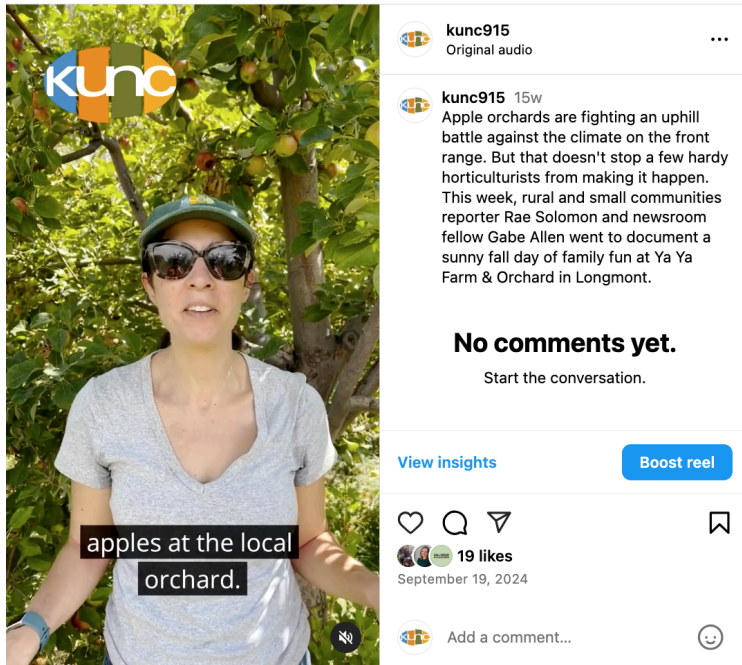 kunc
kunc915
Original audio
kunc915 15w
Apple orchards are fighting an uphill
battle against the climate on the front
range. But that doesn't stop a few hardy
horticulturists from making it happen.
This week, rural and small communities
reporter Rae Solomon and newsroom
fellow Gabe Allen went to document a
sunny fall day of family fun at Ya Ya
Farm & Orchard in Longmont.
No comments yet.
Start the conversation.
View insights
Boost reel
apples at the local
orchard.
19 likes
September 19, 2024
Add a comment...